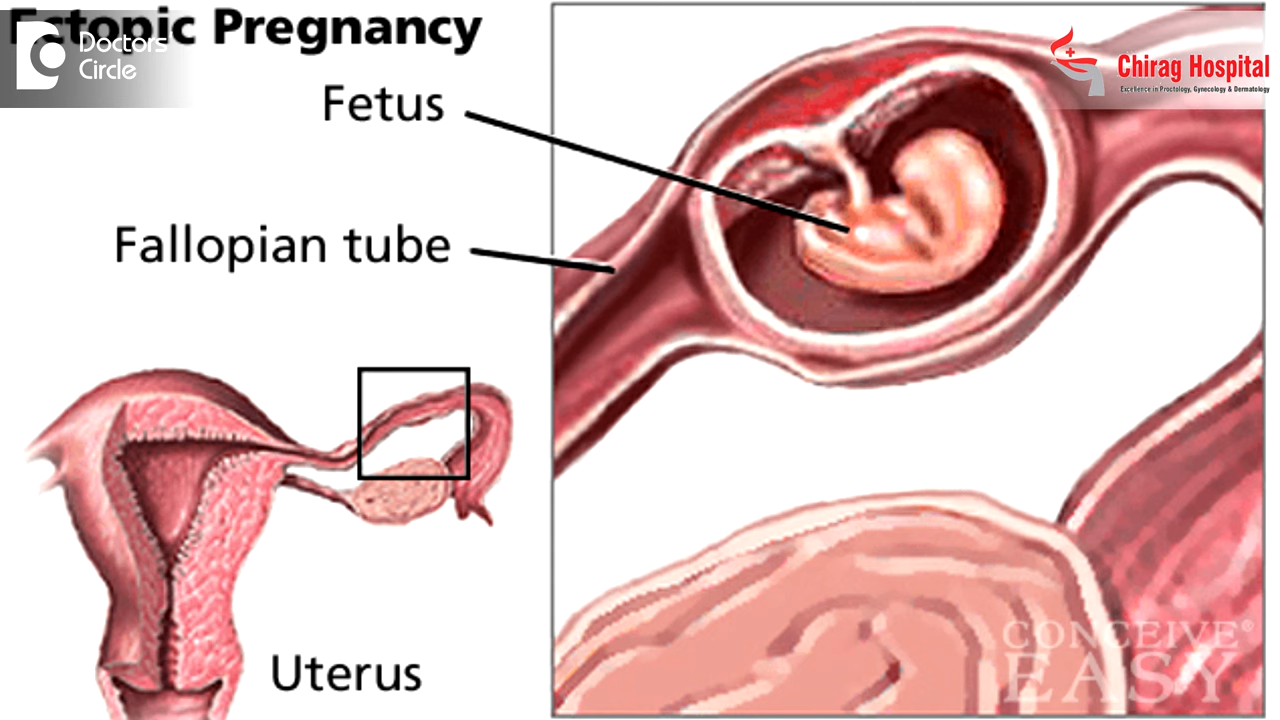 Ectopic Pregnancy
Doctors'
Circle
Fetus
Fallopian tube
Uterus
Chirag Hospital
Excellence in Proctology, Gynecology & Dermatology
CONCEIVE®
EASY